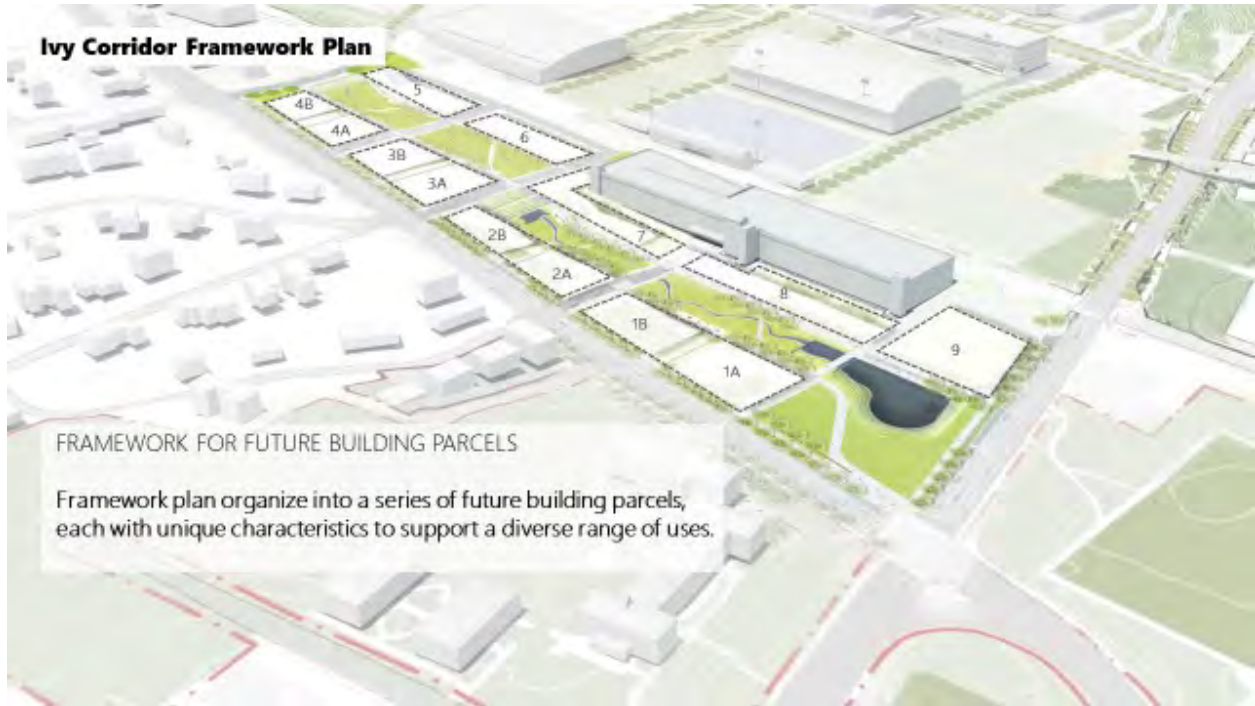 Ivy Corridor Framework Plan
5
4B
4A
6
3B
3A
7
2B
2A
8
1B
9
1A
FRAMEWORK FOR FUTURE BUILDING PARCELS
Framework plan organize into a series of future building parcels,
each with unique characteristics to support a diverse range of uses.